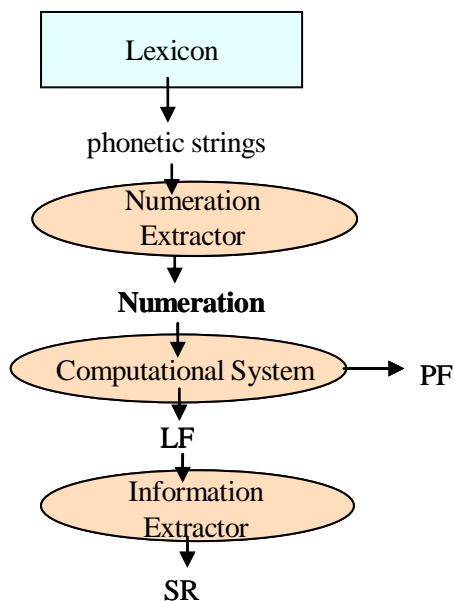 Lexicon
phonetic strings
Numeration
Extractor
Numeration
Computational System
PF
LF
Information
Extractor
SR